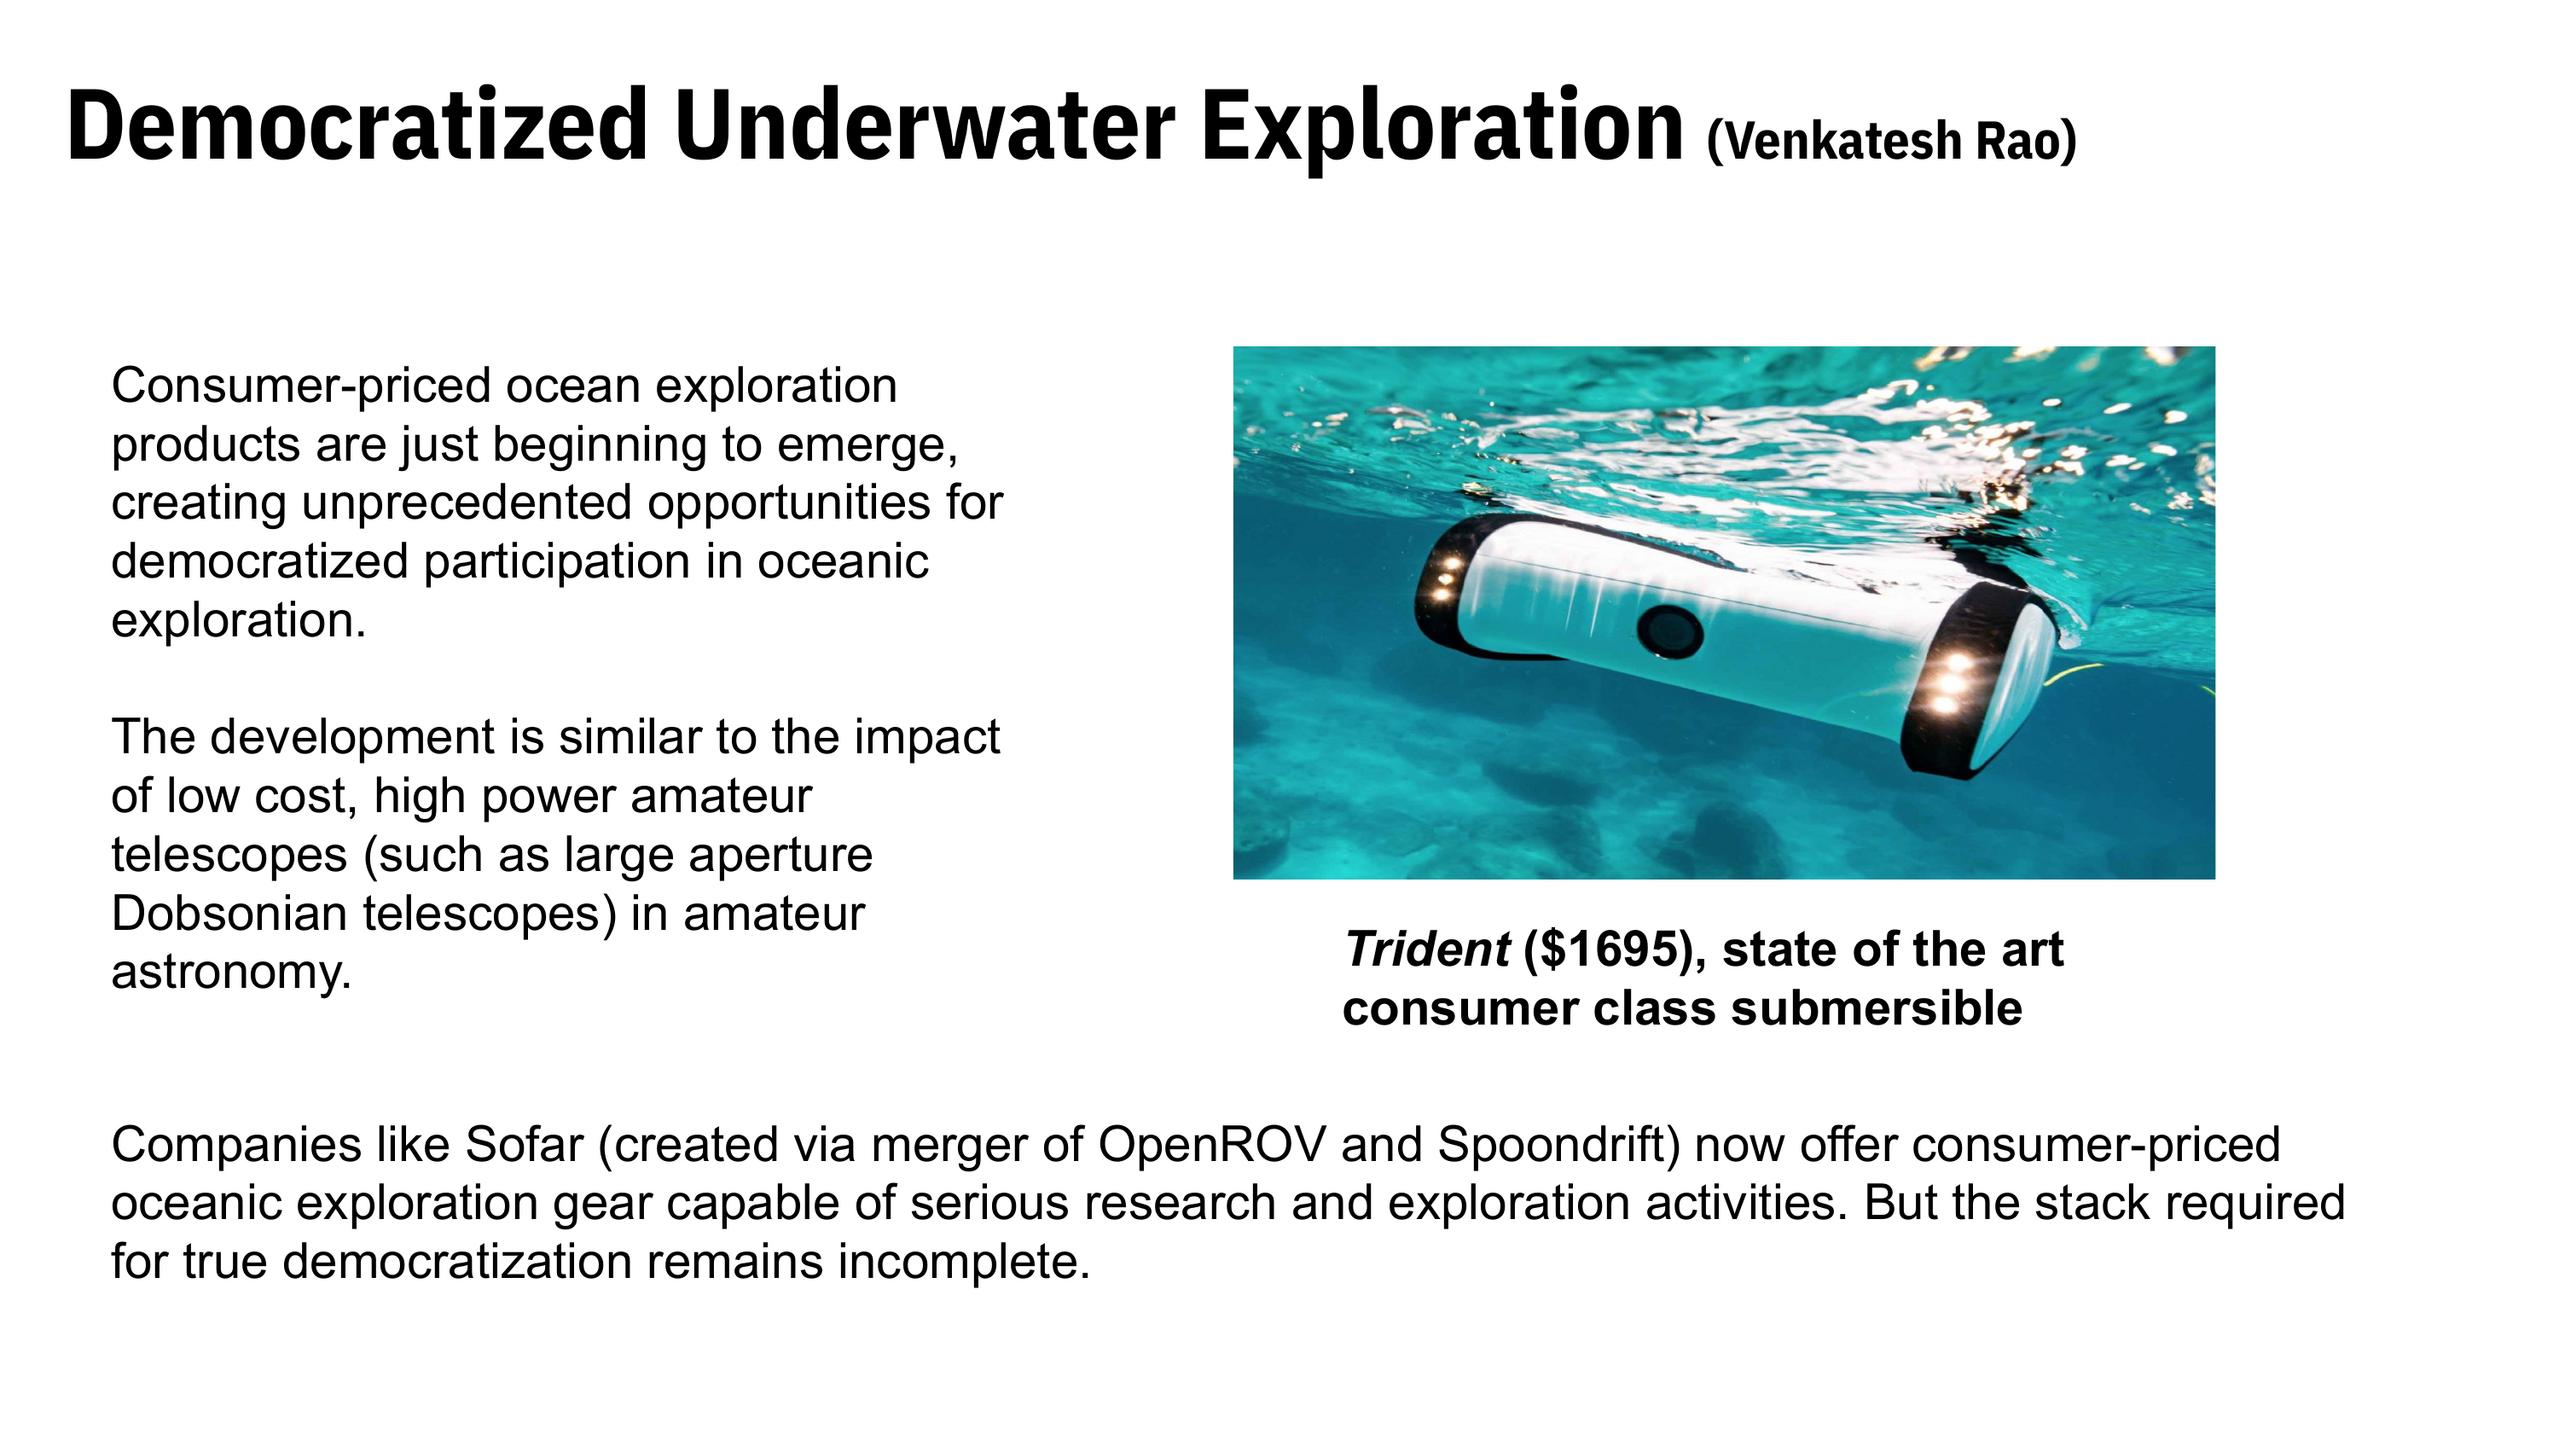 Democratized Underwater Exploration (Venkatesh Rao)
Consumer-priced ocean exploration
products are just beginning to emerge,
creating unprecedented opportunities for
democratized participation in oceanic
exploration.
The development is similar to the impact
of low cost, high power amateur
telescopes (such as large aperture
Dobsonian telescopes) in amateur
astronomy.
Trident ($1695), state of the art
consumer class submersible
Companies like Sofar (created via merger of OpenROV and Spoondrift) now offer consumer-priced
oceanic exploration gear capable of serious research and exploration activities. But the stack required
for true democratization remains incomplete.